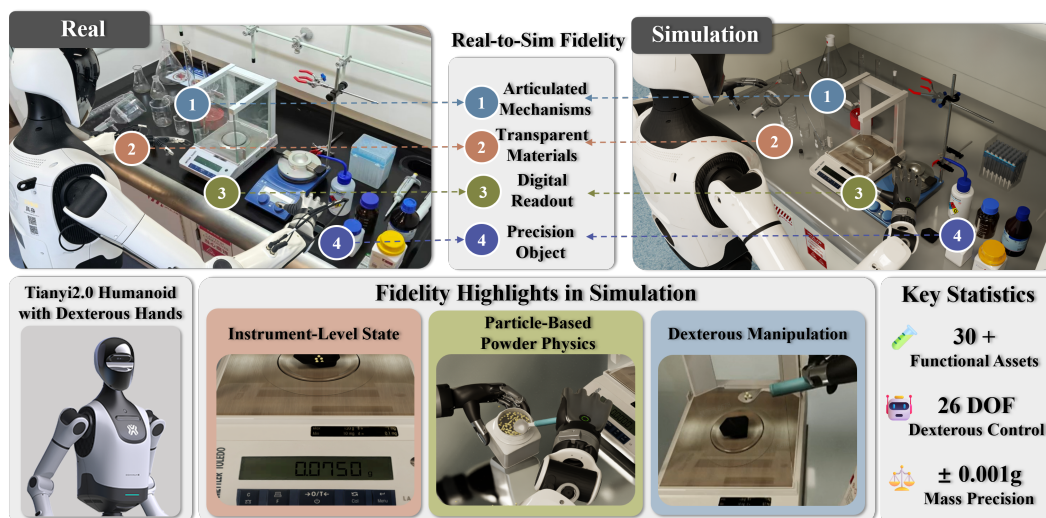 Real
Real-to-Sim Fidelity
Simulation
1
1
Articulated
Mechanisms
1
2
2
Transparent
Materials
2
3
3
Digital
Readout
3
4
4
Precision
Object
4
Tianyi2.0 Humanoid
with Dexterous Hands
Fidelity Highlights in Simulation
Instrument-Level State
Particle-Based
Powder Physics
Dexterous Manipulation
0.0750 g
METTLER TOLEDO
→0/T←
Key Statistics
30 +
Functional Assets
26 DOF
Dexterous Control
± 0.001g
Mass Precision